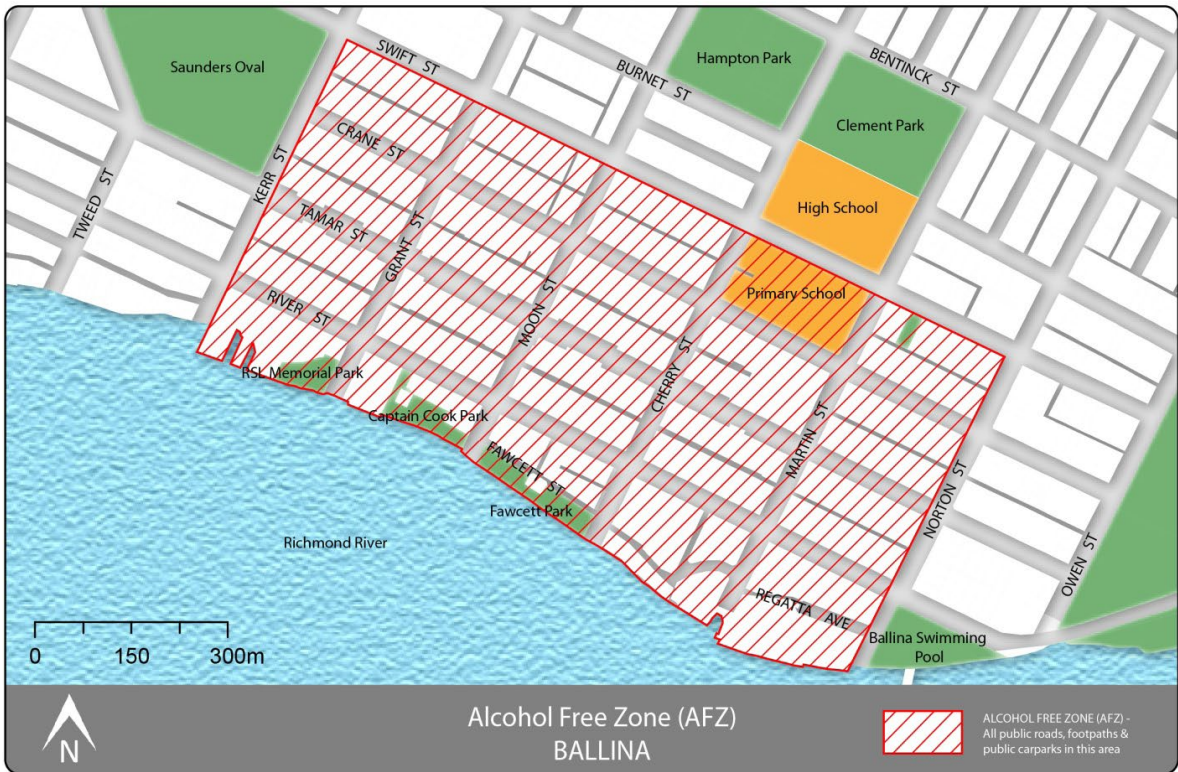 Saunders Oval
SWIFT ST
BURNET ST
Hampton Park
BENTINCK ST
Clement Park
CRANE ST
KERR ST
TWEED ST
High School
TAMAR ST
GRANT ST
Primary School
RIVER ST
MOON ST
RSL Memorial Park
CHERRY ST
Captain Cook Park
MARTIN ST
FAWCETT ST
NORTON ST
Fawcett Park
Richmond River
OWEN ST
REGATTA AVE
Ballina Swimming
Pool
0 150 300m
N
Alcohol Free Zone (AFZ)
BALLINA
ALCOHOL FREE ZONE (AFZ) -
All public roads, footpaths &
public carparks in this area